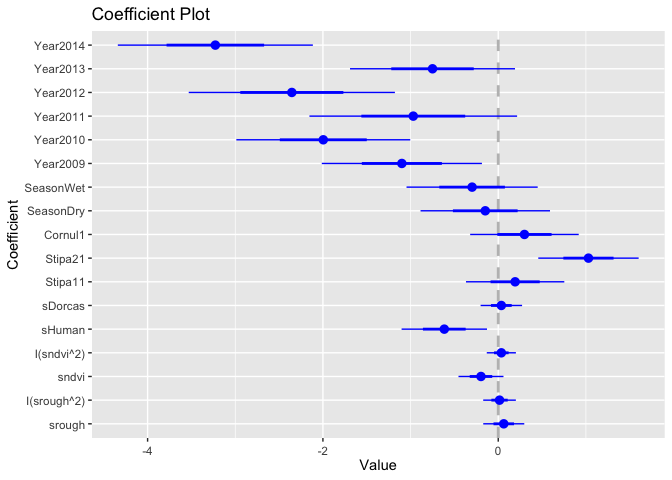 Coefficient Plot
Year2014
Year2013
Year2012
Year2011
Year2010
Year2009
SeasonWet
SeasonDry
Cornul1
Stipa21
Stipa11
sDorcas
sHuman
I(sndvi^2)
sndvi
I(srough^2)
srough
Coefficient
-4
-2
0
Value